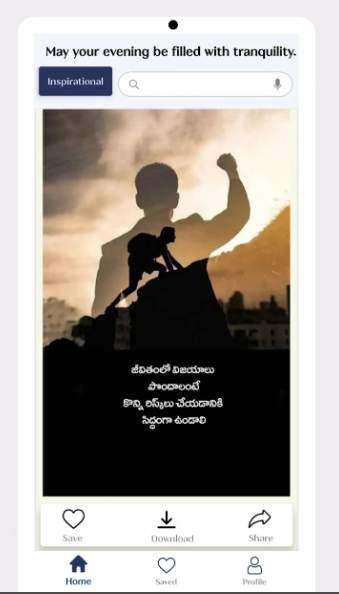 May your evening be filled with tranquility.
Inspirational
జీవితంలో విజయాలు
పొందాలంటే
కొన్ని రిస్క్‌లు చేయడానికి
సిద్ధంగా ఉండాలి
Save
Download
Share
Home
Saved
Profile